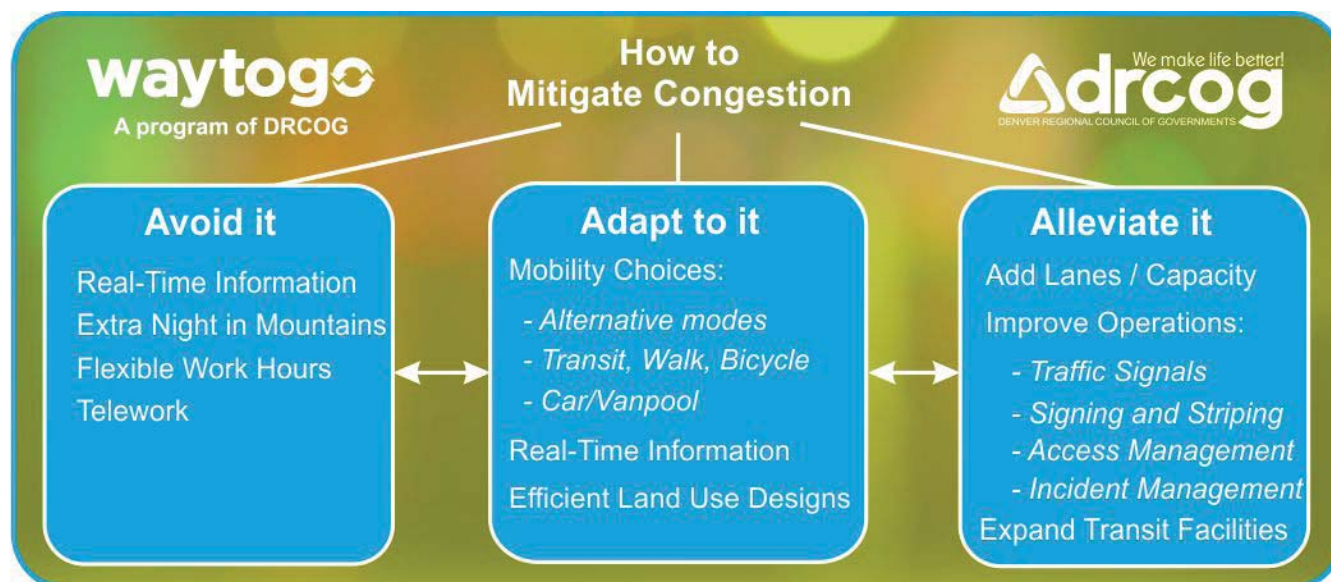 waytogo
A program of DRCOG
How to
Mitigate Congestion
We make life better!
drcog
DENVER REGIONAL COUNCIL OF GOVERNMENTS
Avoid it
Real-Time Information
Extra Night in Mountains
Flexible Work Hours
Telework
Adapt to it
Mobility Choices:
- Alternative modes
- Transit, Walk, Bicycle
- Car/Vanpool
Real-Time Information
Efficient Land Use Designs
Alleviate it
Add Lanes / Capacity
Improve Operations:
- Traffic Signals
- Signing and Striping
- Access Management
- Incident Management
Expand Transit Facilities